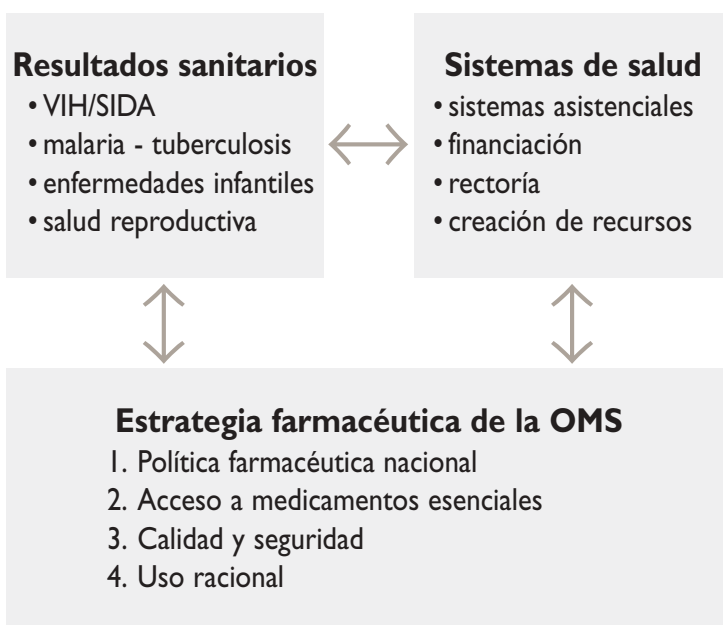 Resultados sanitarios
• VIH/SIDA
• malaria - tuberculosis
• enfermedades infantiles
• salud reproductiva
Sistemas de salud
• sistemas asistenciales
• financiación
• rectoría
• creación de recursos
Estrategia farmacéutica de la OMS
1. Política farmacéutica nacional
2. Acceso a medicamentos esenciales
3. Calidad y seguridad
4. Uso racional